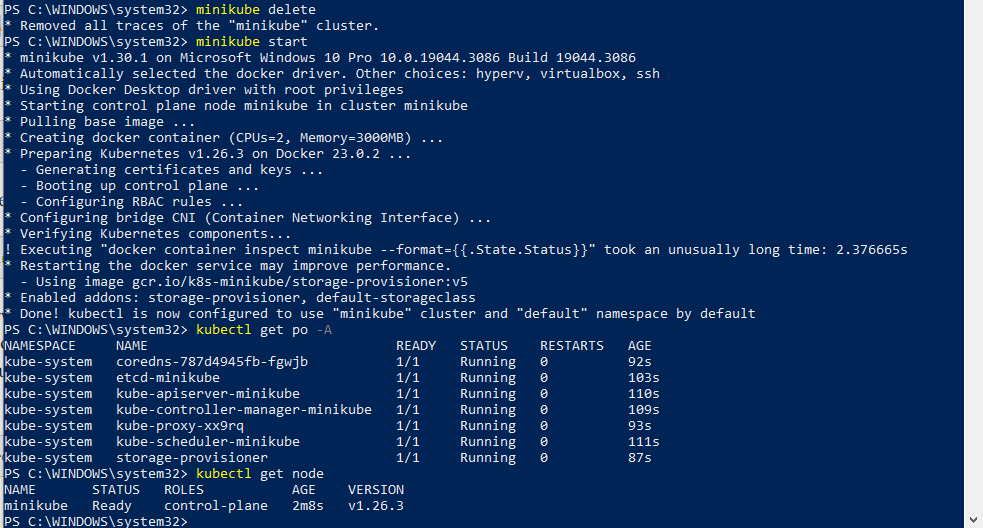 PS C:\WINDOWS\system32> minikube delete
* Removed all traces of the "minikube" cluster.
PS C:\WINDOWS\system32> minikube start
* minikube v1.30.1 on Microsoft Windows 10 Pro 10.0.19044.3086 Build 19044.3086
* Automatically selected the docker driver. Other choices: hyperv, virtualbox, ssh
* Using Docker Desktop driver with root privileges
* Starting control plane node minikube in cluster minikube
* Pulling base image ...
* Creating docker container (CPUs=2, Memory=3000MB) ...
* Preparing Kubernetes v1.26.3 on Docker 23.0.2 ...
  - Generating certificates and keys ...
  - Booting up control plane ...
  - Configuring RBAC rules ...
* Configuring bridge CNI (Container Networking Interface) ...
* Verifying Kubernetes components...
! Executing "docker container inspect minikube --format={{.State.Status}}" took an unusually long time: 2.376665s
* Restarting the docker service may improve performance.
  - Using image gcr.io/k8s-minikube/storage-provisioner:v5
* Enabled addons: storage-provisioner, default-storageclass
* Done! kubectl is now configured to use "minikube" cluster and "default" namespace by default
PS C:\WINDOWS\system32> kubectl get po -A
NAMESPACE     NAME                               READY   STATUS    RESTARTS   AGE
kube-system   coredns-787d4945fb-fgwjb           1/1     Running   0          92s
kube-system   etcd-minikube                      1/1     Running   0          103s
kube-system   kube-apiserver-minikube            1/1     Running   0          110s
kube-system   kube-controller-manager-minikube   1/1     Running   0          109s
kube-system   kube-proxy-xx9rq                   1/1     Running   0          93s
kube-system   kube-scheduler-minikube            1/1     Running   0          111s
kube-system   storage-provisioner                1/1     Running   0          87s
PS C:\WINDOWS\system32> kubectl get node
NAME       STATUS   ROLES           AGE    VERSION
minikube   Ready    control-plane   2m8s   v1.26.3
PS C:\WINDOWS\system32>